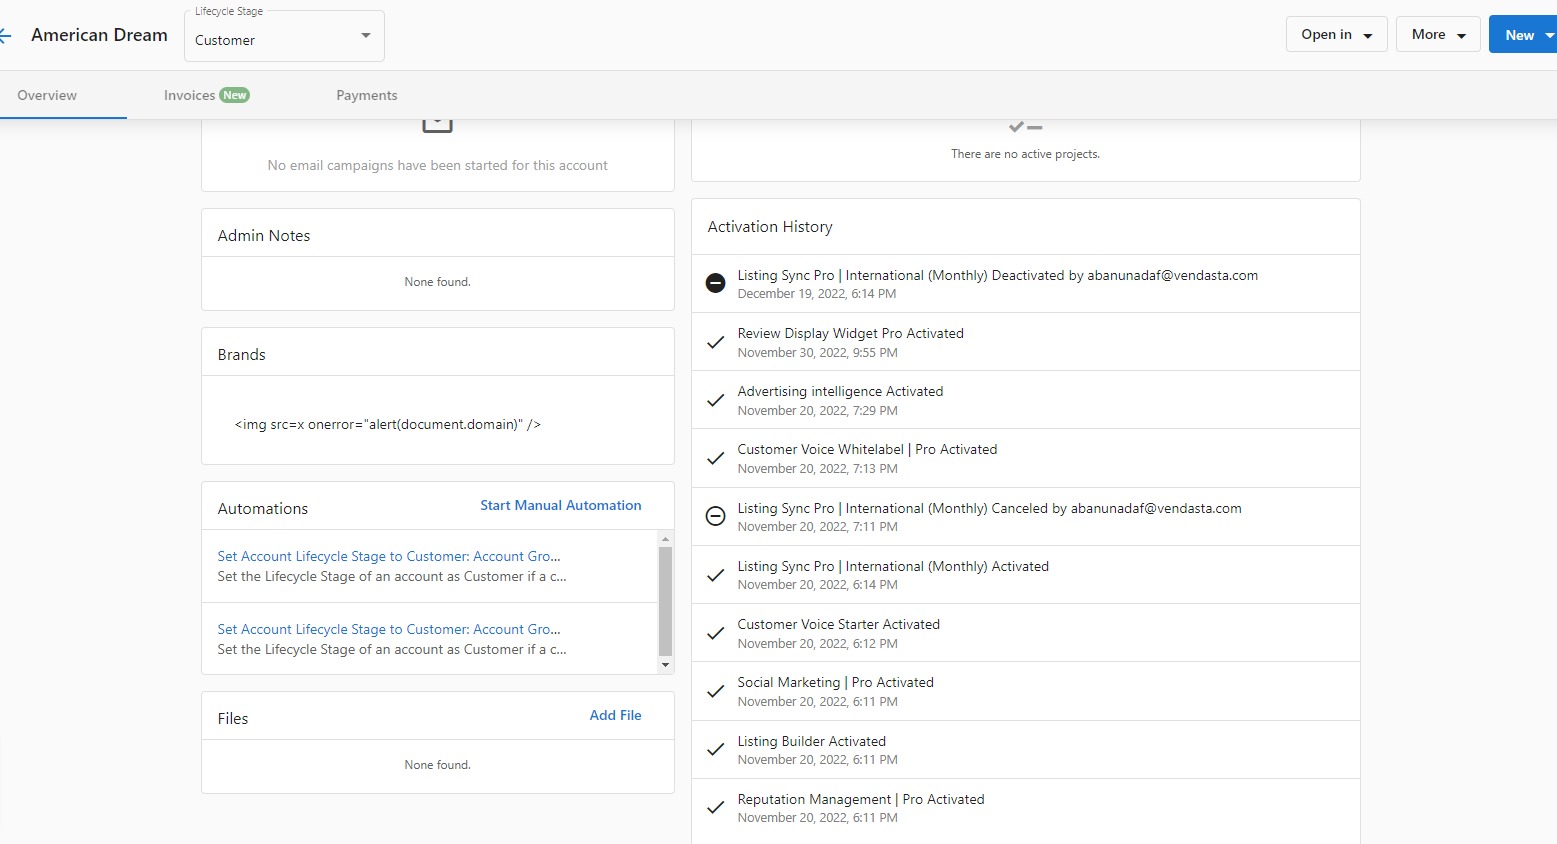 American Dream
Lifecycle Stage
Customer
Open in
More
New
Overview
Invoices New
Payments
No email campaigns have been started for this account
There are no active projects.
Admin Notes
None found.
Brands
<img src=x onerror="alert(document.domain)" />
Automations
Start Manual Automation
Set Account Lifecycle Stage to Customer: Account Gro...
Set the Lifecycle Stage of an account as Customer if a c...
Set Account Lifecycle Stage to Customer: Account Gro...
Set the Lifecycle Stage of an account as Customer if a c...
Files
Add File
None found.
Activation History
Listing Sync Pro | International (Monthly) Deactivated by abanunadaf@vendasta.com
December 19, 2022, 6:14 PM
Review Display Widget Pro Activated
November 30, 2022, 9:55 PM
Advertising intelligence Activated
November 20, 2022, 7:29 PM
Customer Voice Whitelabel | Pro Activated
November 20, 2022, 7:13 PM
Listing Sync Pro | International (Monthly) Canceled by abanunadaf@vendasta.com
November 20, 2022, 7:11 PM
Listing Sync Pro | International (Monthly) Activated
November 20, 2022, 6:14 PM
Customer Voice Starter Activated
November 20, 2022, 6:12 PM
Social Marketing | Pro Activated
November 20, 2022, 6:11 PM
Listing Builder Activated
November 20, 2022, 6:11 PM
Reputation Management | Pro Activated
November 20, 2022, 6:11 PM